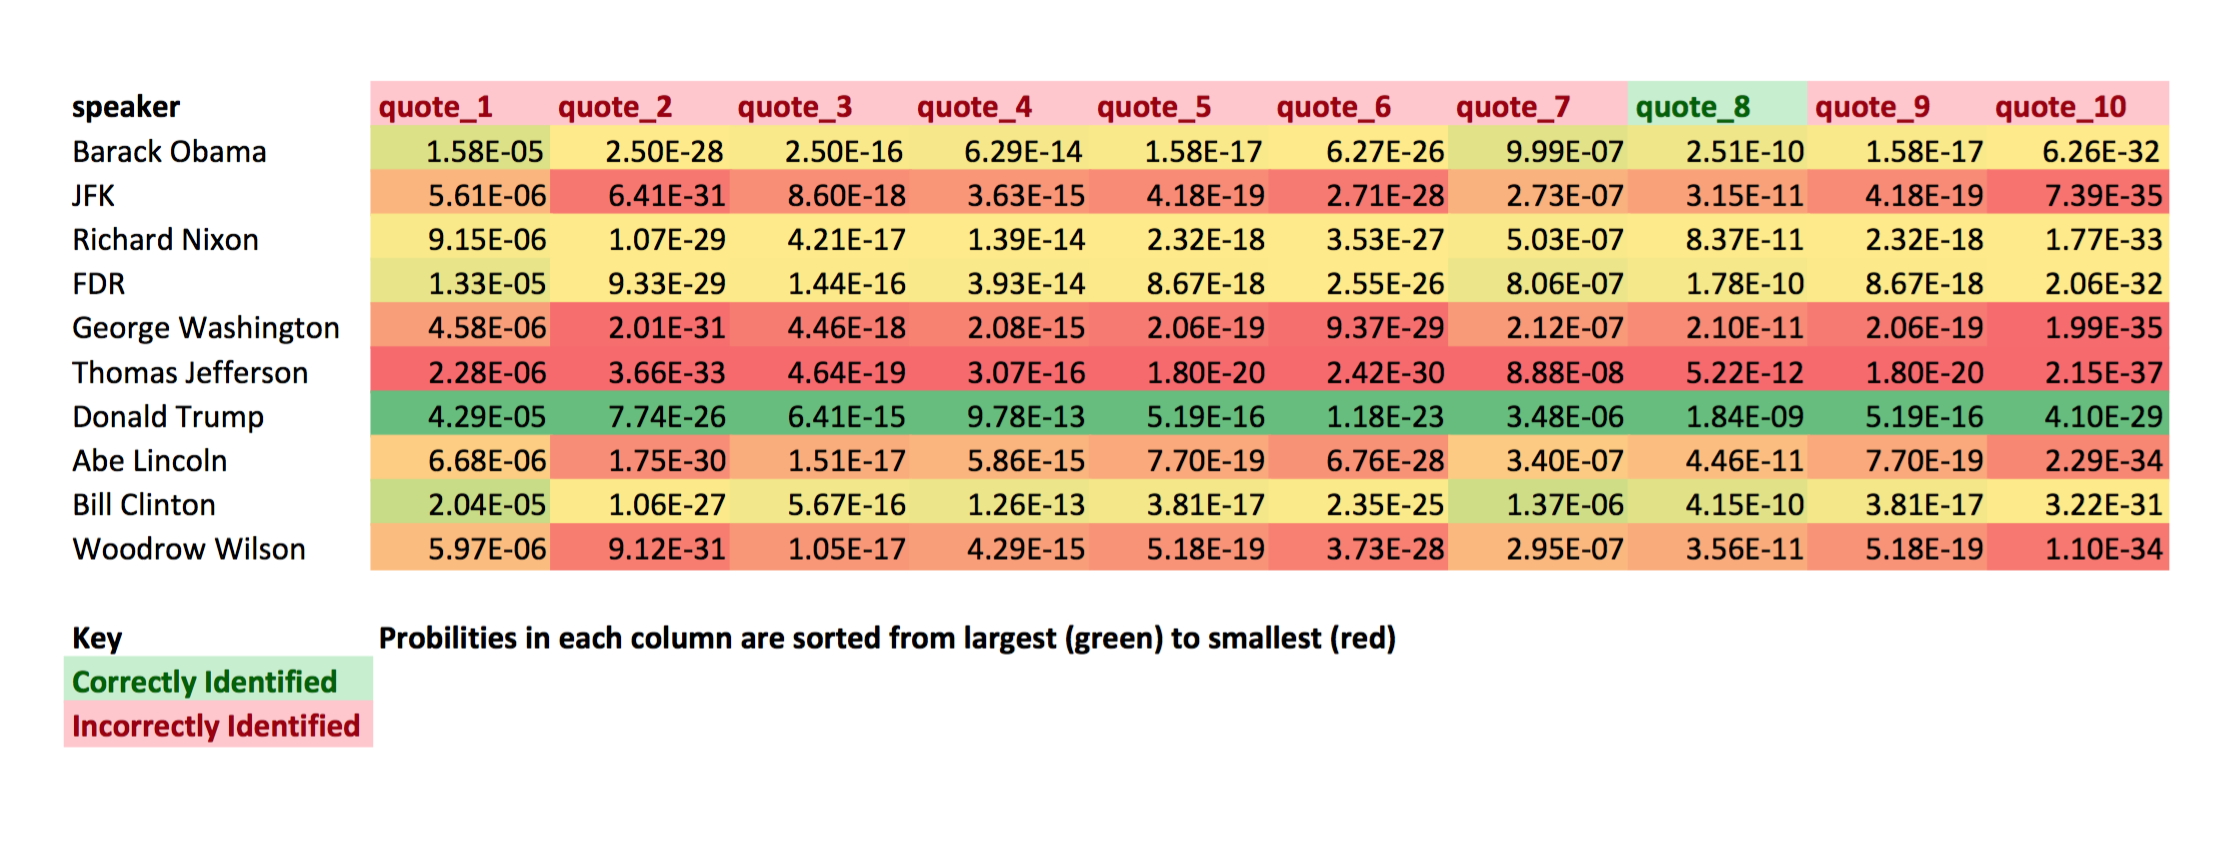 speaker quote_1 quote_2 quote_3 quote_4 quote_5 quote_6 quote_7 quote_8 quote_9 quote_10
Barack Obama 1.58E-05 2.50E-28 2.50E-16 6.29E-14 1.58E-17 6.27E-26 9.99E-07 2.51E-10 1.58E-17 6.26E-32
JFK 5.61E-06 6.41E-31 8.60E-18 3.63E-15 4.18E-19 2.71E-28 2.73E-07 3.15E-11 4.18E-19 7.39E-35
Richard Nixon 9.15E-06 1.07E-29 4.21E-17 1.39E-14 2.32E-18 3.53E-27 5.03E-07 8.37E-11 2.32E-18 1.77E-33
FDR 1.33E-05 9.33E-29 1.44E-16 3.93E-14 8.67E-18 2.55E-26 8.06E-07 1.78E-10 8.67E-18 2.06E-32
George Washington 4.58E-06 2.01E-31 4.46E-18 2.08E-15 2.06E-19 9.37E-29 2.12E-07 2.10E-11 2.06E-19 1.99E-35
Thomas Jefferson 2.28E-06 3.66E-33 4.64E-19 3.07E-16 1.80E-20 2.42E-30 8.88E-08 5.22E-12 1.80E-20 2.15E-37
Donald Trump 4.29E-05 7.74E-26 6.41E-15 9.78E-13 5.19E-16 1.18E-23 3.48E-06 1.84E-09 5.19E-16 4.10E-29
Abe Lincoln 6.68E-06 1.75E-30 1.51E-17 5.86E-15 7.70E-19 6.76E-28 3.40E-07 4.46E-11 7.70E-19 2.29E-34
Bill Clinton 2.04E-05 1.06E-27 5.67E-16 1.26E-13 3.81E-17 2.35E-25 1.37E-06 4.15E-10 3.81E-17 3.22E-31
Woodrow Wilson 5.97E-06 9.12E-31 1.05E-17 4.29E-15 5.18E-19 3.73E-28 2.95E-07 3.56E-11 5.18E-19 1.10E-34
Key Probilities in each column are sorted from largest (green) to smallest (red)
Correctly Identified
Incorrectly Identified